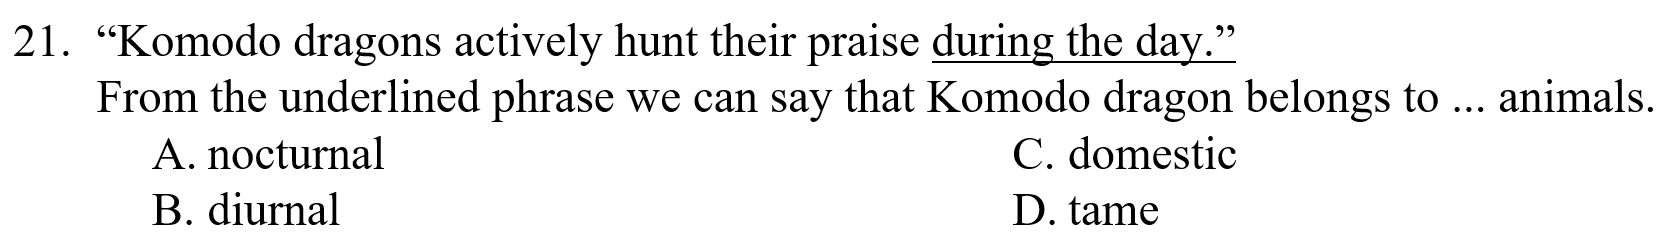 21. “Komodo dragons actively hunt their praise during the day.”
From the underlined phrase we can say that Komodo dragon belongs to ... animals.
A. nocturnal C. domestic
B. diurnal D. tame